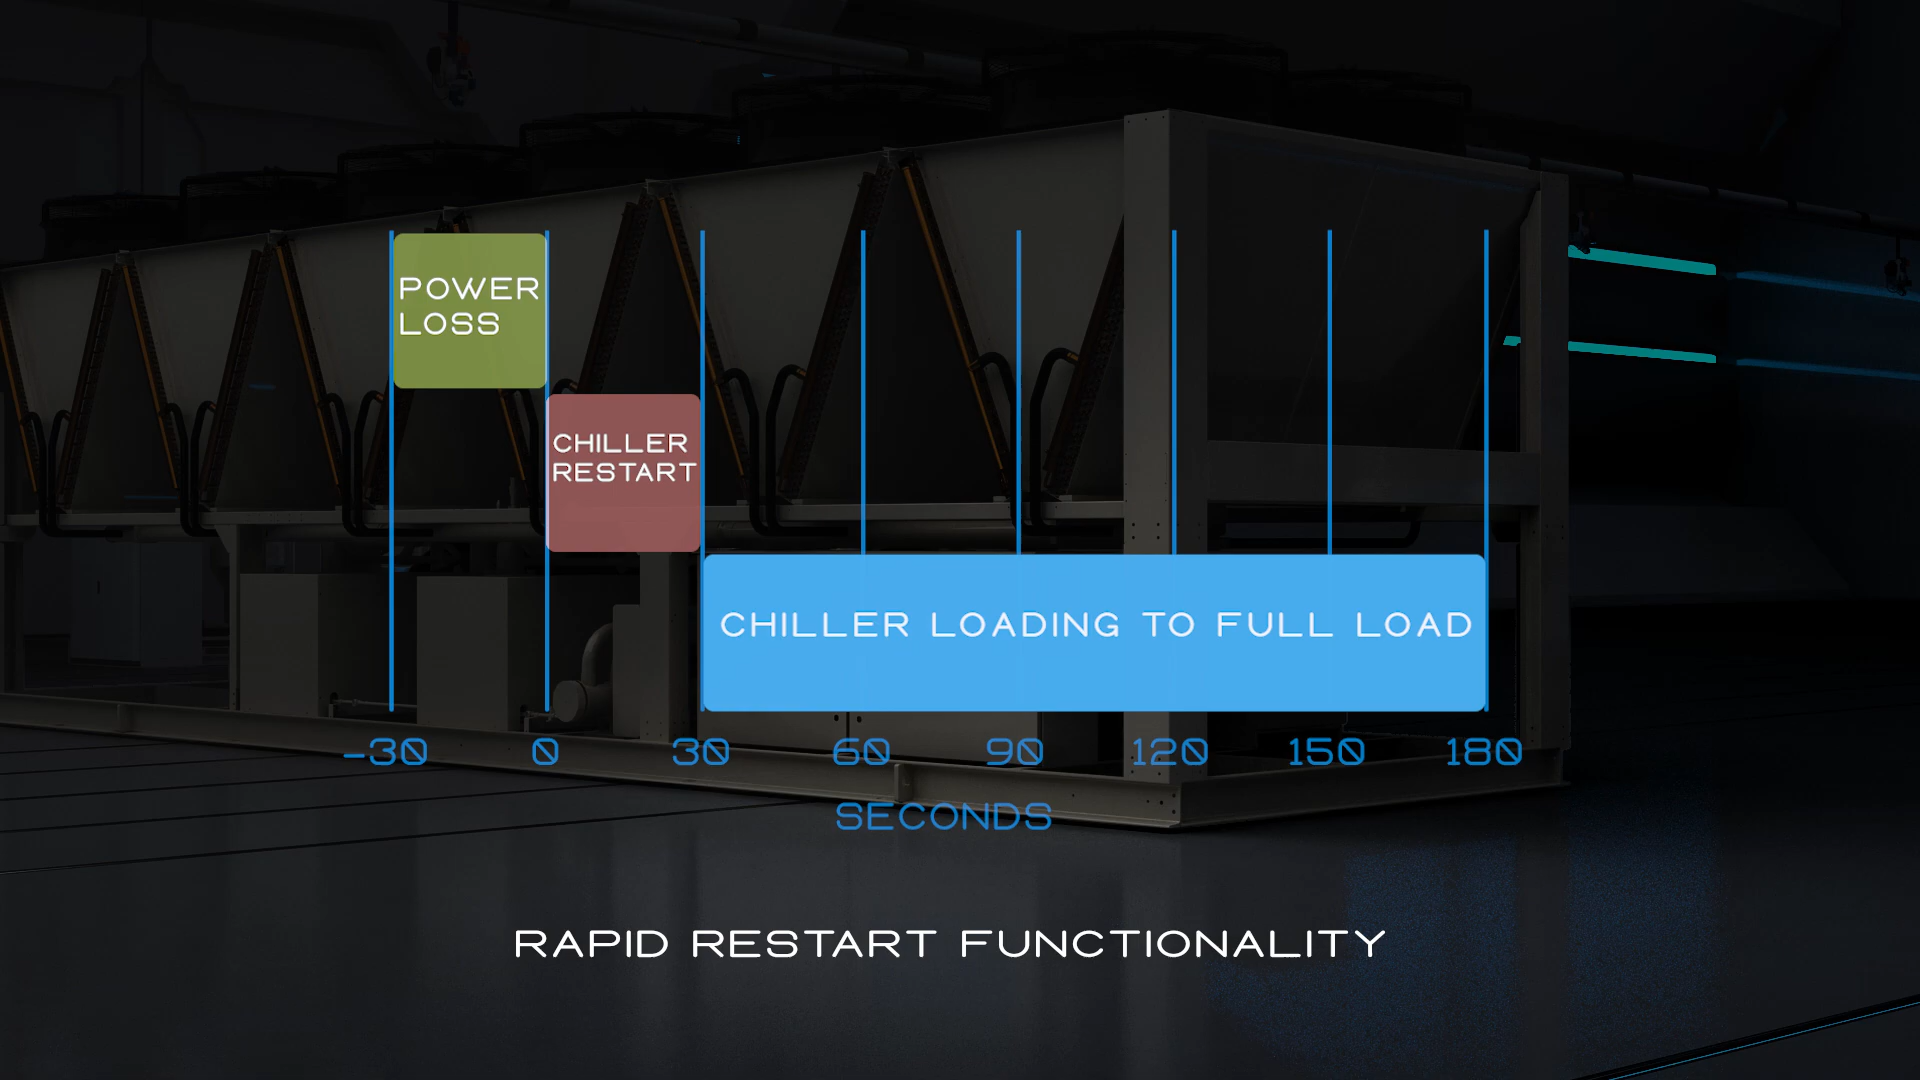 POWER
LOSS
CHILLER
RESTART
CHILLER LOADING TO FULL LOAD
-30 0 30 60 90 120 150 180
SECONDS
RAPID RESTART FUNCTIONALITY